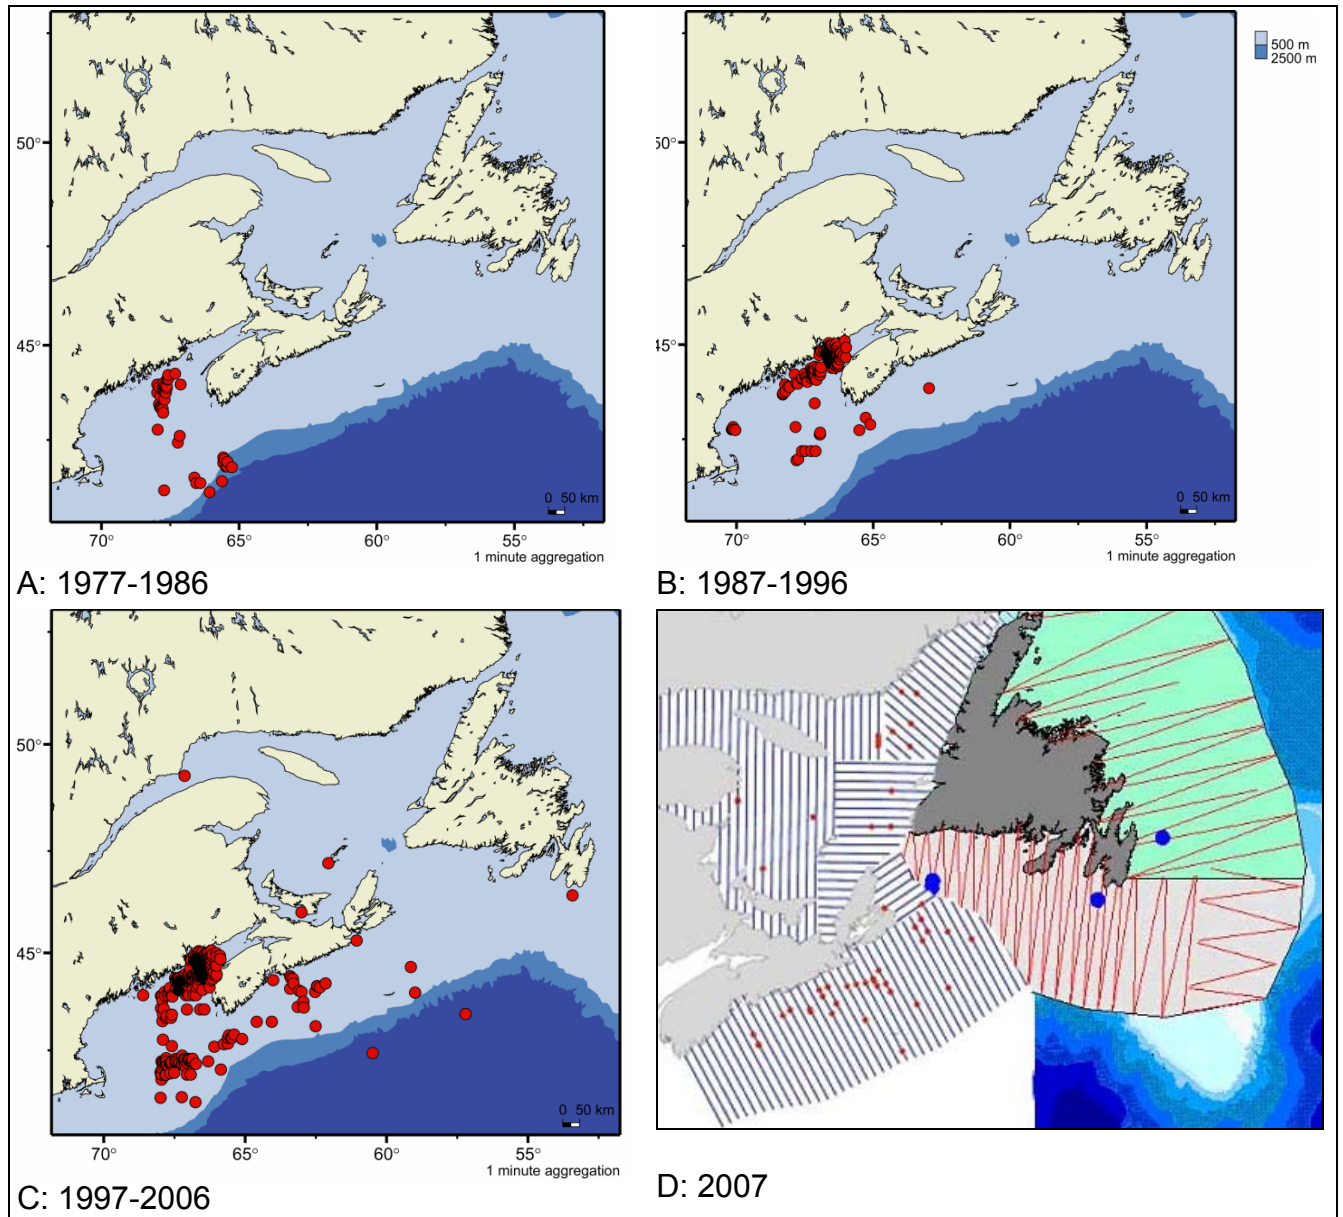 500 m
2500 m
50°
45°
0 50 km
70° 65° 60° 55°
1 minute aggregation
A: 1977-1986
50°
45°
0 50 km
70° 65° 60° 55°
1 minute aggregation
B: 1987-1996
50°
45°
0 50 km
70° 65° 60° 55°
1 minute aggregation
C: 1997-2006
D: 2007